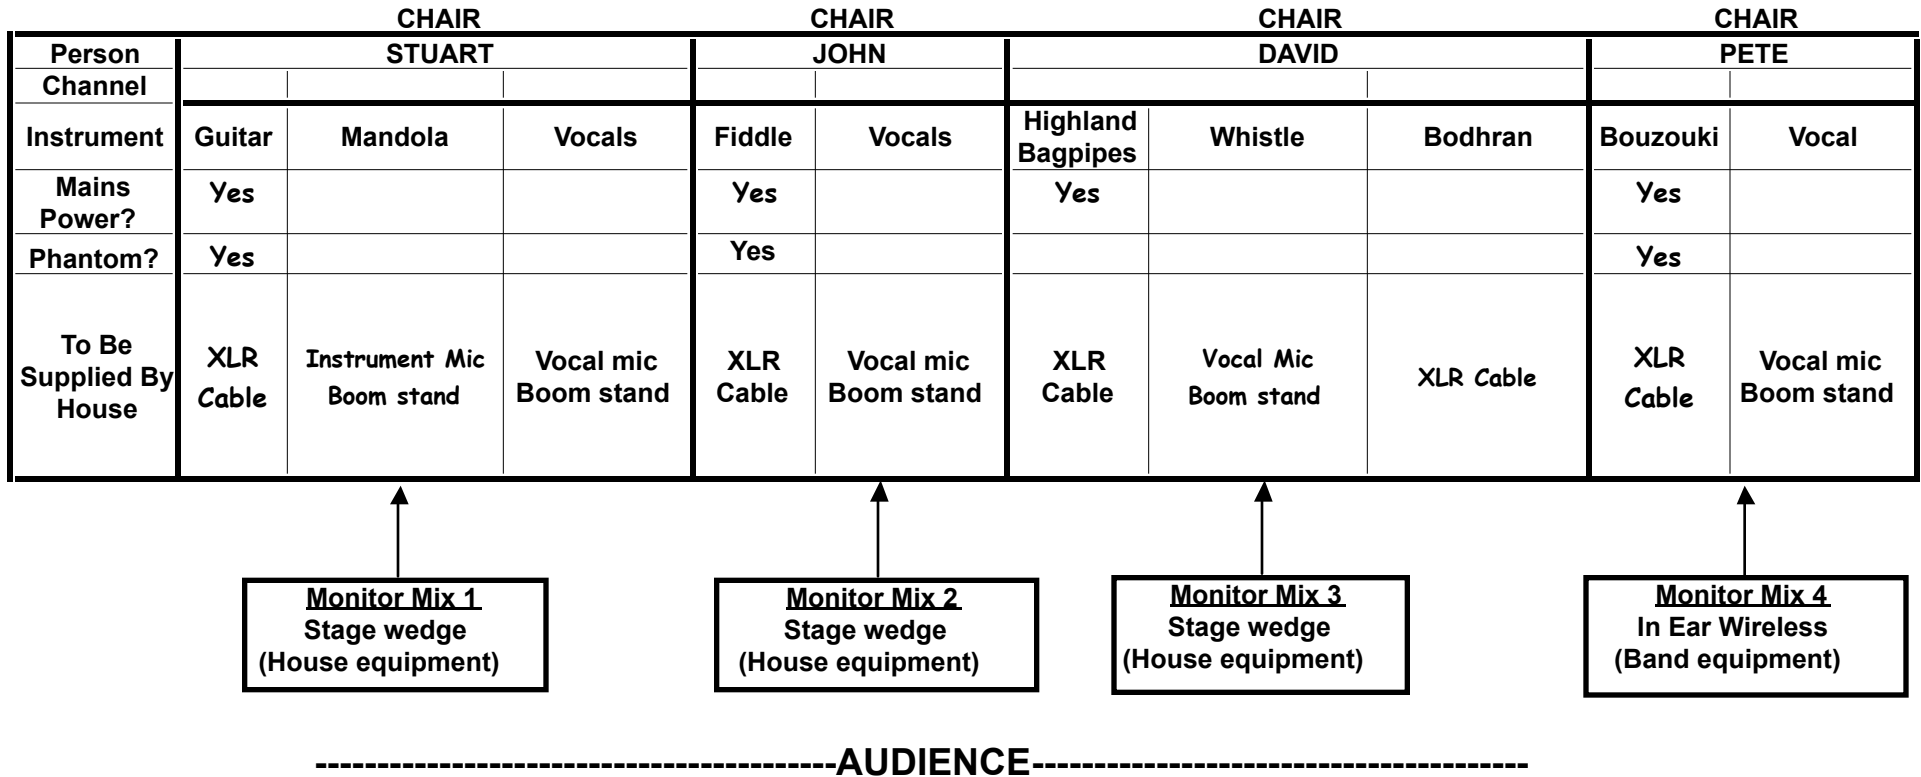 CHAIR CHAIR CHAIR CHAIR
Person STUART JOHN DAVID PETE
Channel
Instrument Guitar Mandola Vocals Fiddle Vocals Highland Bagpipes Whistle Bodhran Bouzouki Vocal
Mains Power? Yes Yes Yes Yes
Phantom? Yes Yes Yes
To Be Supplied By House XLR Cable Instrument Mic Boom stand Vocal mic Boom stand XLR Cable Vocal mic Boom stand XLR Cable Vocal Mic Boom stand XLR Cable XLR Cable Vocal mic Boom stand
Monitor Mix 1
Stage wedge
(House equipment)
Monitor Mix 2
Stage wedge
(House equipment)
Monitor Mix 3
Stage wedge
(House equipment)
Monitor Mix 4
In Ear Wireless
(Band equipment)
------------------------------------------AUDIENCE----------------------------------------